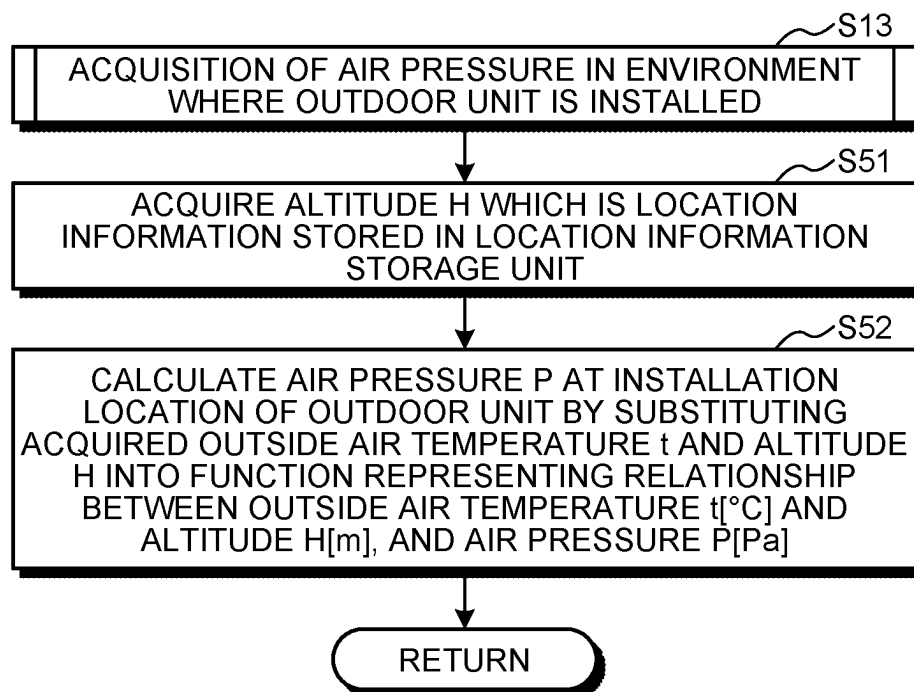 S13
ACQUISITION OF AIR PRESSURE IN ENVIRONMENT
WHERE OUTDOOR UNIT IS INSTALLED
S51
ACQUIRE ALTITUDE H WHICH IS LOCATION
INFORMATION STORED IN LOCATION INFORMATION
STORAGE UNIT
S52
CALCULATE AIR PRESSURE P AT INSTALLATION
LOCATION OF OUTDOOR UNIT BY SUBSTITUTING
ACQUIRED OUTSIDE AIR TEMPERATURE t AND ALTITUDE
H INTO FUNCTION REPRESENTING RELATIONSHIP
BETWEEN OUTSIDE AIR TEMPERATURE t[°C] AND
ALTITUDE H[m], AND AIR PRESSURE P[Pa]
RETURN